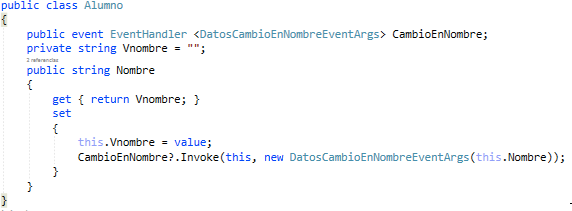 public class Alumno
{
public event EventHandler <DatosCambioEnNombreEventArgs> CambioEnNombre;
private string Vnombre = "";
2 referencias
public string Nombre
{
get { return Vnombre; }
set
{
this.Vnombre = value;
CambioEnNombre?.Invoke(this, new DatosCambioEnNombreEventArgs(this.Nombre));
}
}
}